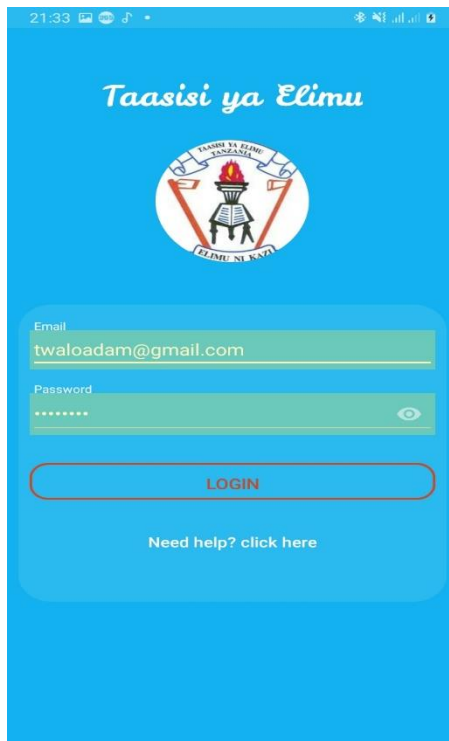 21:33
Taasisi ya Elimu
TAASISI YA ELIMU
TANZANIA
ELIMU NI KAZI
Email
twaloadam@gmail.com
Password
••••••••
LOGIN
Need help? click here